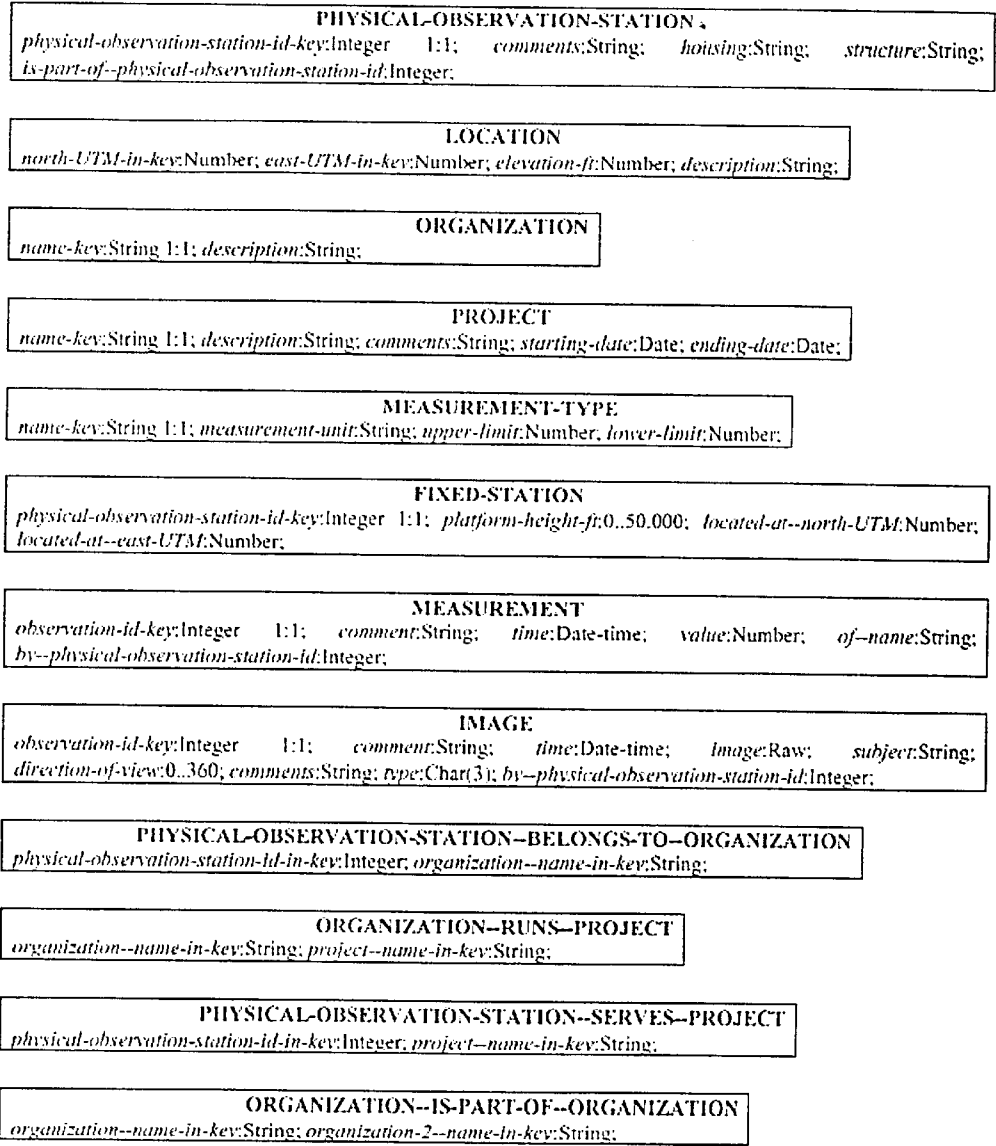 PHYSICAL-OBSERVATION-STATION
physical-observation-station-id-key:Integer 1:1; comments:String; housing:String; structure:String;
is-part-of--physical-observation-station-id:Integer;
LOCATION
north-UTM-in-key:Number; east-UTM-in-key:Number; elevation-ft:Number; description:String;
ORGANIZATION
name-key:String 1:1; description:String;
PROJECT
name-key:String 1:1; description:String; comments:String; starting-date:Date; ending-date:Date;
MEASUREMENT-TYPE
name-key:String 1:1; measurement-unit:String; upper-limit:Number; lower-limit:Number;
FIXED-STATION
physical-observation-station-id-key:Integer 1:1; platform-height-ft:0..50.000; located-at--north-UTM:Number;
located-at--east-UTM:Number;
MEASUREMENT
observation-id-key:Integer 1:1; comment:String; time:Date-time; value:Number; of--name:String;
by--physical-observation-station-id:Integer;
IMAGE
observation-id-key:Integer 1:1; comment:String; time:Date-time; image:Raw; subject:String;
direction-of-view:0..360; comments:String; type:Char(3); by--physical-observation-station-id:Integer;
PHYSICAL-OBSERVATION-STATION--BELONGS-TO--ORGANIZATION
physical-observation-station-id-in-key:Integer; organization--name-in-key:String;
ORGANIZATION--RUNS--PROJECT
organization--name-in-key:String; project--name-in-key:String;
PHYSICAL-OBSERVATION-STATION--SERVES--PROJECT
physical-observation-station-id-in-key:Integer; project--name-in-key:String;
ORGANIZATION--IS-PART-OF--ORGANIZATION
organization--name-in-key:String; organization-2--name-in-key:String;